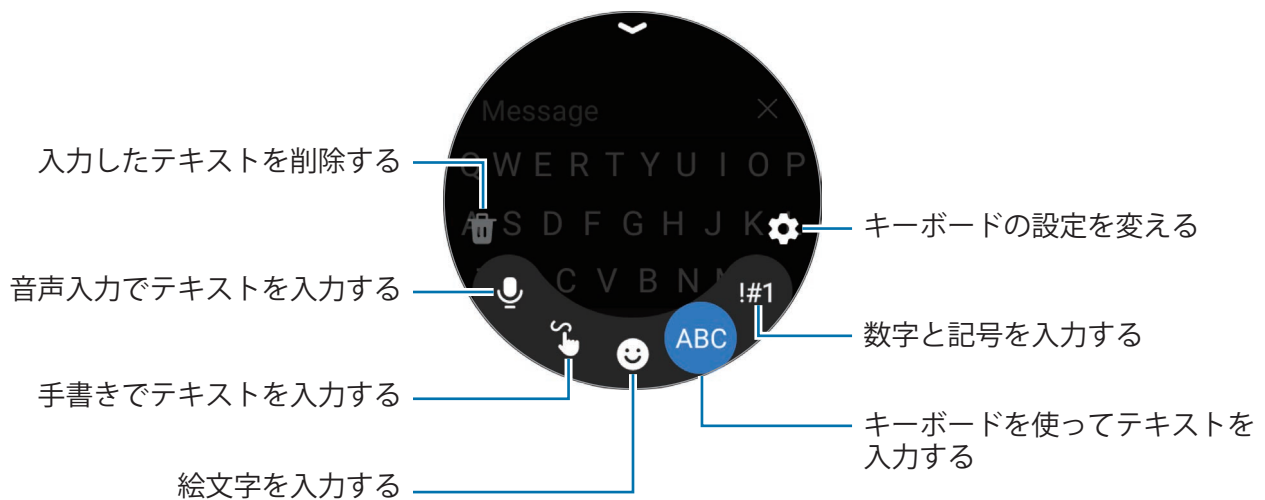 Message
QWERTYUIOP
入力したテキストを削除する
ASDFGHJK
キーボードの設定を変える
音声入力でテキストを入力する
CVBN
!#1
ABC
数字と記号を入力する
手書きでテキストを入力する
キーボードを使ってテキストを
入力する
絵文字を入力する